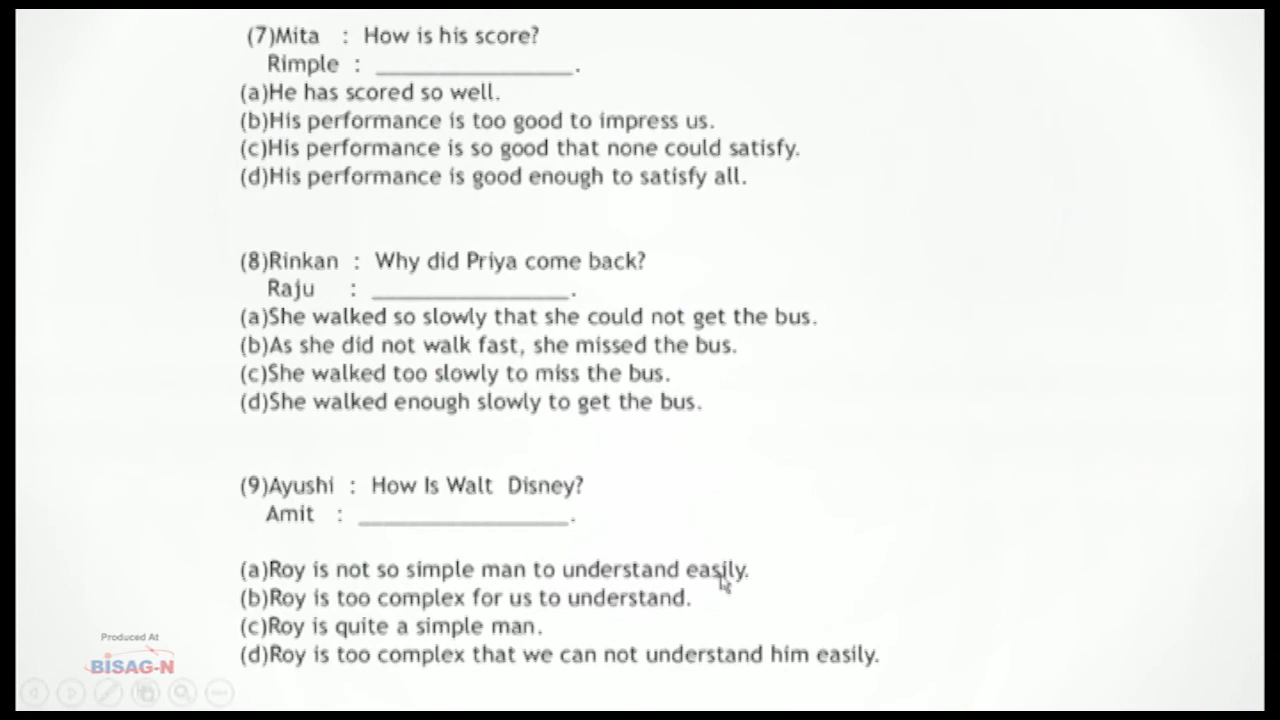 (7)Mita : How is his score?
Rimple : _________________.
(a)He has scored so well.
(b)His performance is too good to impress us.
(c)His performance is so good that none could satisfy.
(d)His performance is good enough to satisfy all.
(8)Rinkan : Why did Priya come back?
Raju : _________________.
(a)She walked so slowly that she could not get the bus.
(b)As she did not walk fast, she missed the bus.
(c)She walked too slowly to miss the bus.
(d)She walked enough slowly to get the bus.
(9)Ayushi : How Is Walt Disney?
Amit : __________________.
(a)Roy is not so simple man to understand easily.
(b)Roy is too complex for us to understand.
(c)Roy is quite a simple man.
(d)Roy is too complex that we can not understand him easily.
Produced At
BISAG-N